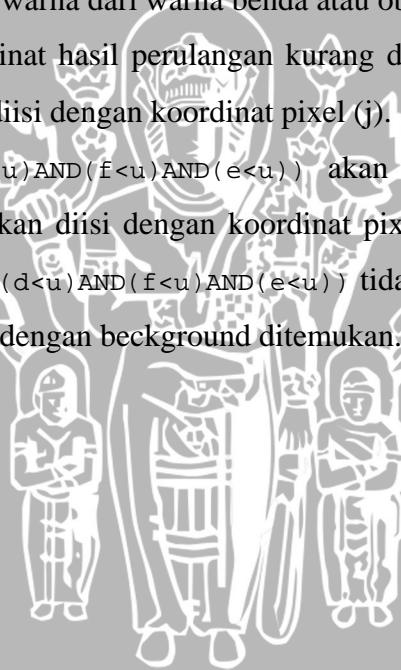 warna dari warna benda atau ob
inat hasil perulangan kurang d
diisi dengan koordinat pixel (j).
u)AND(f<u)AND(e<u)) akan
kan diisi dengan koordinat pix
(d<u)AND(f<u)AND(e<u)) tida
dengan beckground ditemukan.